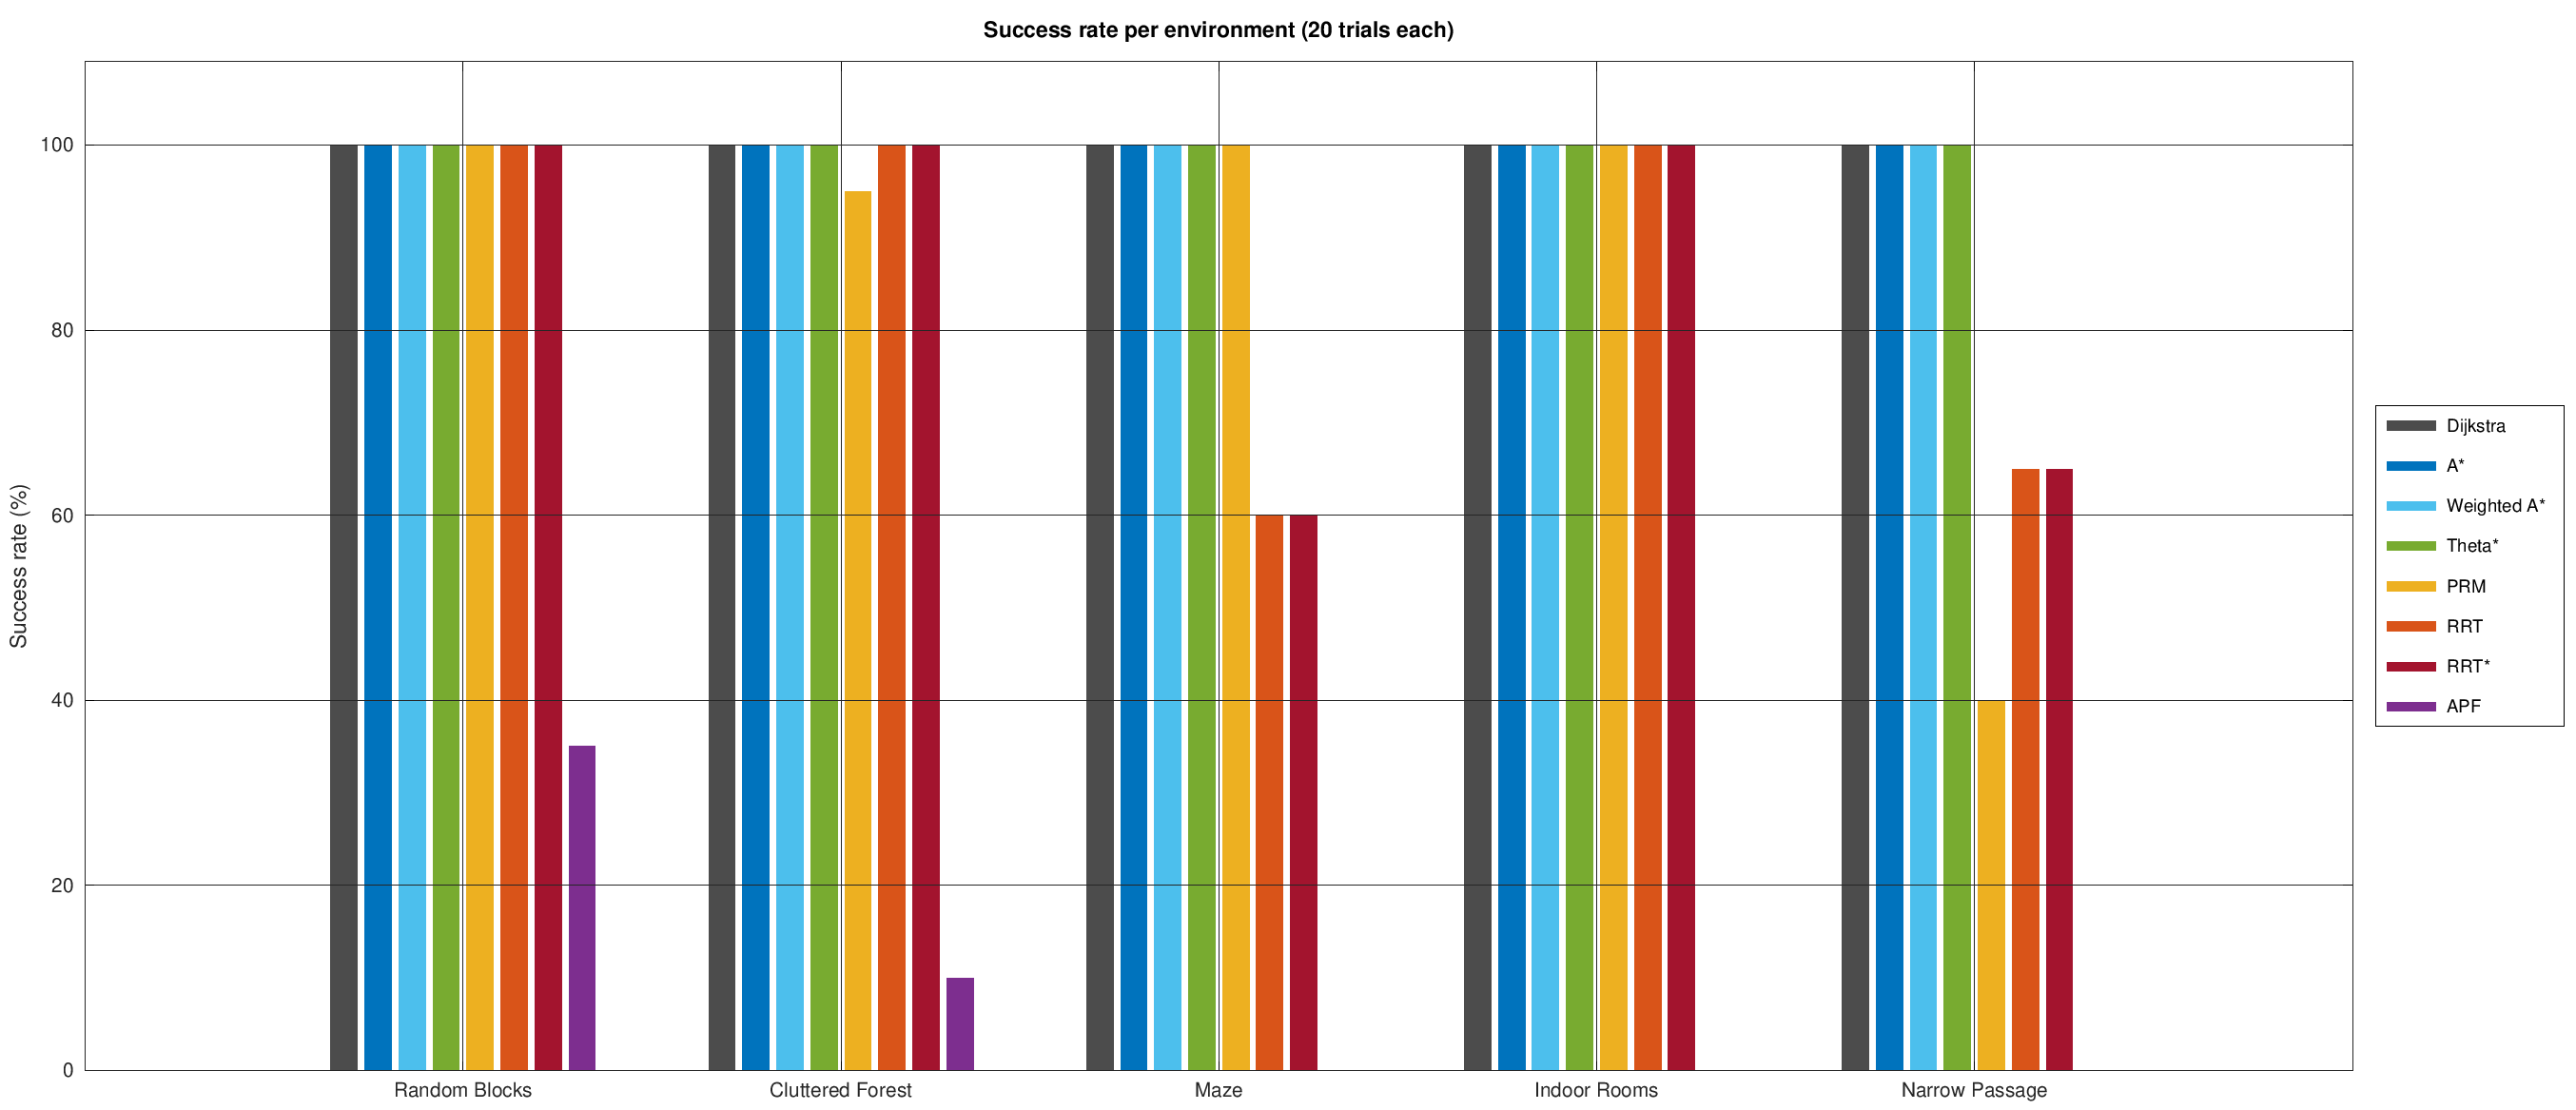 Success rate per environment (20 trials each)
Success rate (%)
100
80
60
40
20
0
Random Blocks
Cluttered Forest
Maze
Indoor Rooms
Narrow Passage
Dijkstra
A*
Weighted A*
Theta*
PRM
RRT
RRT*
APF